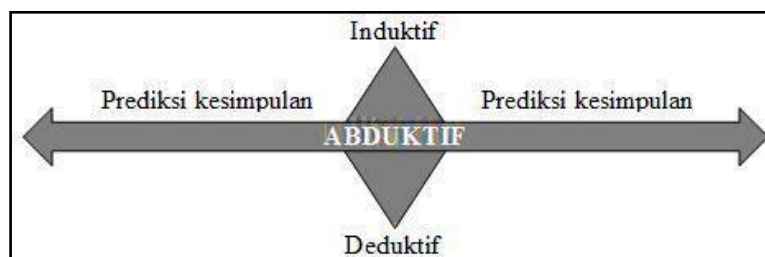 Induktif
Prediksi kesimpulan
Prediksi kesimpulan
ABDUKTIF
Deduktif